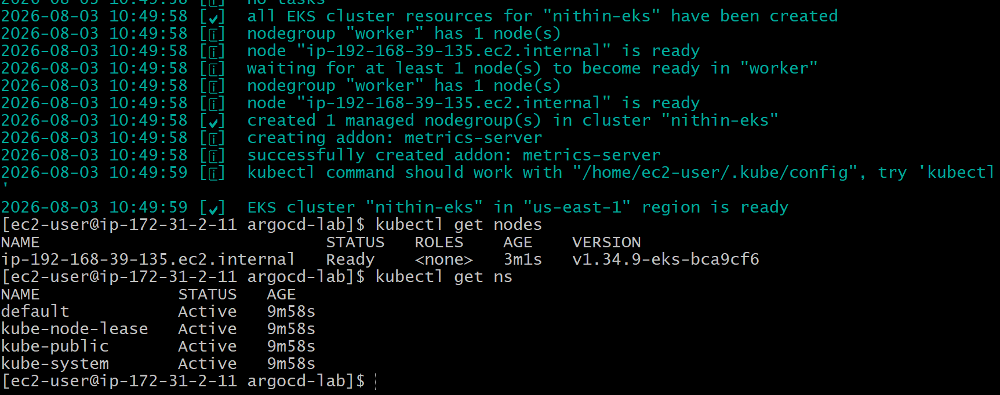 2026-08-03 10:49:58 [i]  no tasks
2026-08-03 10:49:58 [✔]  all EKS cluster resources for "nithin-eks" have been created
2026-08-03 10:49:58 [i]  nodegroup "worker" has 1 node(s)
2026-08-03 10:49:58 [i]  node "ip-192-168-39-135.ec2.internal" is ready
2026-08-03 10:49:58 [i]  waiting for at least 1 node(s) to become ready in "worker"
2026-08-03 10:49:58 [i]  nodegroup "worker" has 1 node(s)
2026-08-03 10:49:58 [i]  node "ip-192-168-39-135.ec2.internal" is ready
2026-08-03 10:49:58 [✔]  created 1 managed nodegroup(s) in cluster "nithin-eks"
2026-08-03 10:49:58 [i]  creating addon: metrics-server
2026-08-03 10:49:58 [i]  successfully created addon: metrics-server
2026-08-03 10:49:59 [i]  kubectl command should work with "/home/ec2-user/.kube/config", try 'kubectl
'
2026-08-03 10:49:59 [✔]  EKS cluster "nithin-eks" in "us-east-1" region is ready
[ec2-user@ip-172-31-2-11 argocd-lab]$ kubectl get nodes
NAME                             STATUS   ROLES    AGE    VERSION
ip-192-168-39-135.ec2.internal   Ready    <none>   3m1s   v1.34.9-eks-bca9cf6
[ec2-user@ip-172-31-2-11 argocd-lab]$ kubectl get ns
NAME              STATUS   AGE
default           Active   9m58s
kube-node-lease   Active   9m58s
kube-public       Active   9m58s
kube-system       Active   9m58s
[ec2-user@ip-172-31-2-11 argocd-lab]$